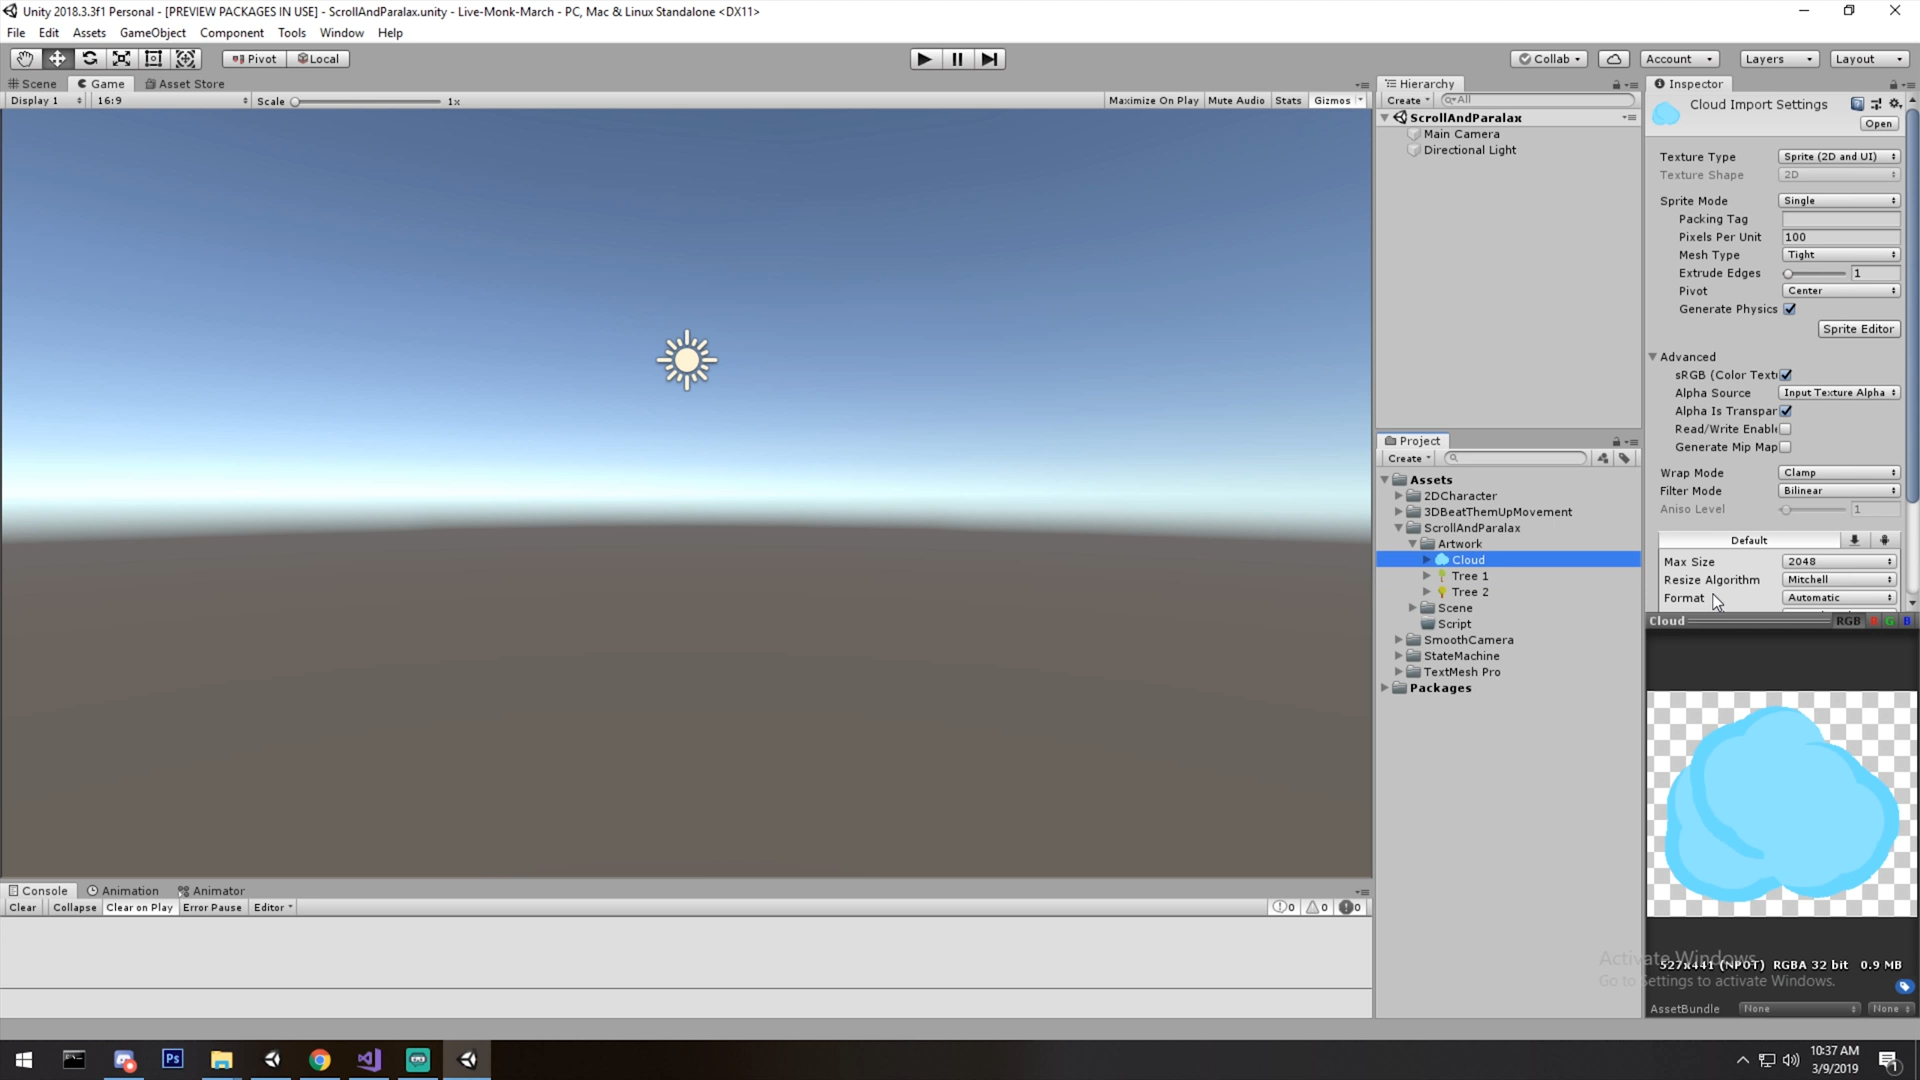 Unity 2018.3.3f1 Personal - [PREVIEW PACKAGES IN USE] - ScrollAndParalax.unity - Live-Monk-March - PC, Mac & Linux Standalone <DX11>
File Edit Assets GameObject Component Tools Window Help
Pivot Local Collab Account Layers Layout
Scene Game Asset Store
Display 1 16:9 Scale 1x Maximize On Play Mute Audio Stats Gizmos
Hierarchy
Create All
ScrollAndParalax
Main Camera
Directional Light
Project
Create
Assets
2DCharacter
3DBeatThemUpMovement
ScrollAndParalax
Artwork
Cloud
Tree 1
Tree 2
Scene
Script
SmoothCamera
StateMachine
TextMesh Pro
Packages
Inspector
Cloud Import Settings
Open
Texture Type Sprite (2D and UI)
Texture Shape 2D
Sprite Mode Single
Packing Tag
Pixels Per Unit 100
Mesh Type Tight
Extrude Edges 1
Pivot Center
Generate Physics
Sprite Editor
Advanced
sRGB (Color Textu
Alpha Source Input Texture Alpha
Alpha Is Transpar
Read/Write Enable
Generate Mip Map
Wrap Mode Clamp
Filter Mode Bilinear
Aniso Level 1
Default
Max Size 2048
Resize Algorithm Mitchell
Format Automatic
Cloud RGB R G B
527x441 (NPOT) RGBA 32 bit 0.9 MB
Activate Windows
Go to Settings to activate Windows.
AssetBundle None None
Console Animation Animator
Clear Collapse Clear on Play Error Pause Editor 0 0 0
Ps
10:37 AM
3/9/2019
1